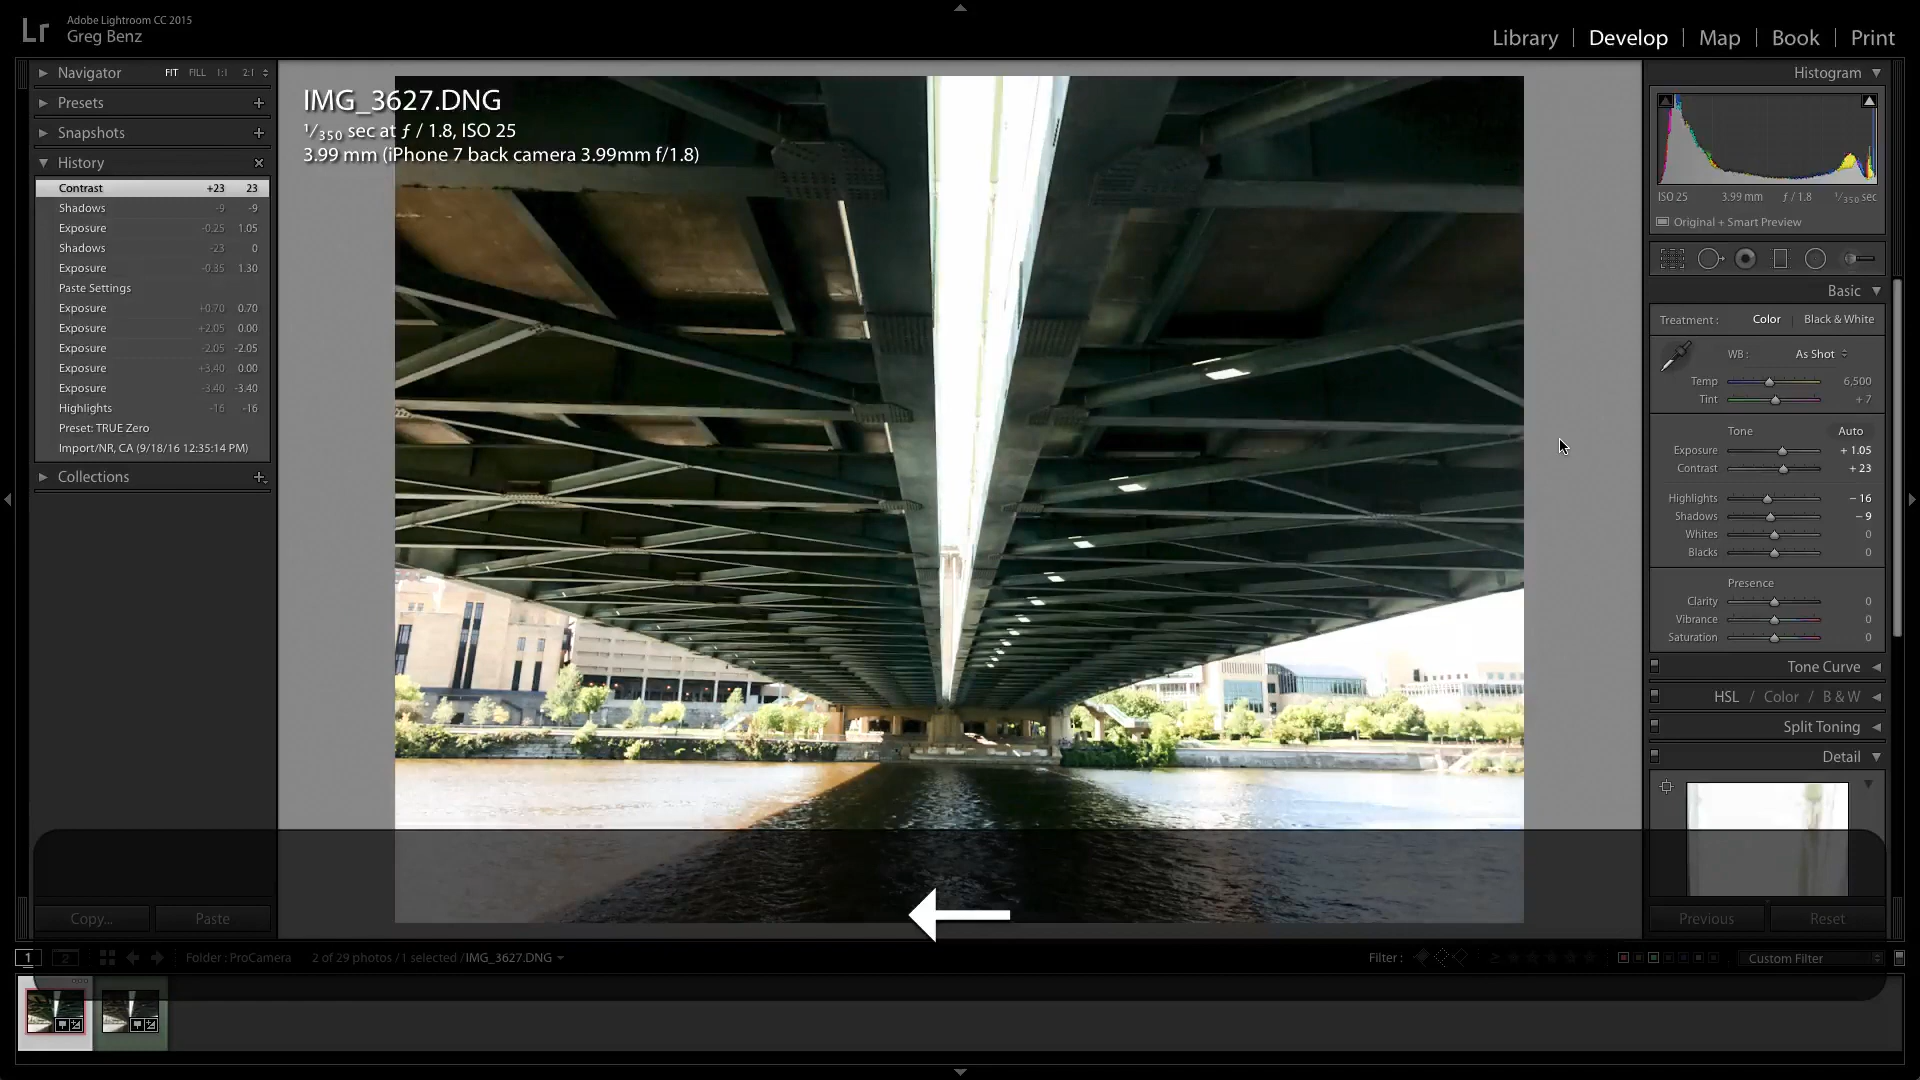 Lr
Adobe Lightroom CC 2015
Greg Benz
Library | Develop | Map | Book | Print
Navigator FIT FILL 1:1 2:1
Presets +
Snapshots +
History ×
Contrast +23 23
Shadows -9 -9
Exposure -0.25 1.05
Shadows -23 0
Exposure -0.35 1.30
Paste Settings
Exposure +0.70 0.70
Exposure +2.05 0.00
Exposure -2.05 -2.05
Exposure +3.40 0.00
Exposure -3.40 -3.40
Highlights -16 -16
Preset: TRUE Zero
Import/NR, CA (9/18/16 12:35:14 PM)
Collections +
Copy... Paste
IMG_3627.DNG
1/350 sec at ƒ / 1.8, ISO 25
3.99 mm (iPhone 7 back camera 3.99mm f/1.8)
Histogram
ISO 25 3.99 mm ƒ / 1.8 1/350 sec
Original + Smart Preview
Basic
Treatment : Color | Black & White
WB : As Shot
Temp 6,500
Tint + 7
Tone Auto
Exposure + 1.05
Contrast + 23
Highlights − 16
Shadows − 9
Whites 0
Blacks 0
Presence
Clarity 0
Vibrance 0
Saturation 0
Tone Curve
HSL / Color / B & W
Split Toning
Detail
Previous Reset
1 2 Folder : ProCamera 2 of 29 photos / 1 selected / IMG_3627.DNG Filter : Custom Filter